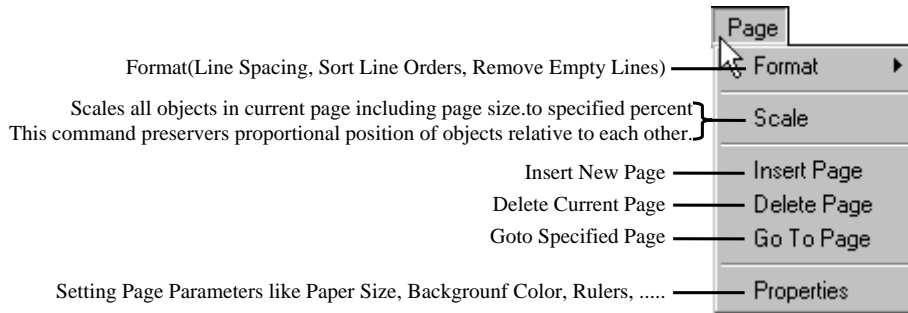 Page
Format(Line Spacing, Sort Line Orders, Remove Empty Lines)
Format
Scales all objects in current page including page size.to specified percent
This command preservers proportional position of objects relative to each other.
Scale
Insert New Page
Insert Page
Delete Current Page
Delete Page
Goto Specified Page
Go To Page
Setting Page Parameters like Paper Size, Backgrounf Color, Rulers, .....
Properties